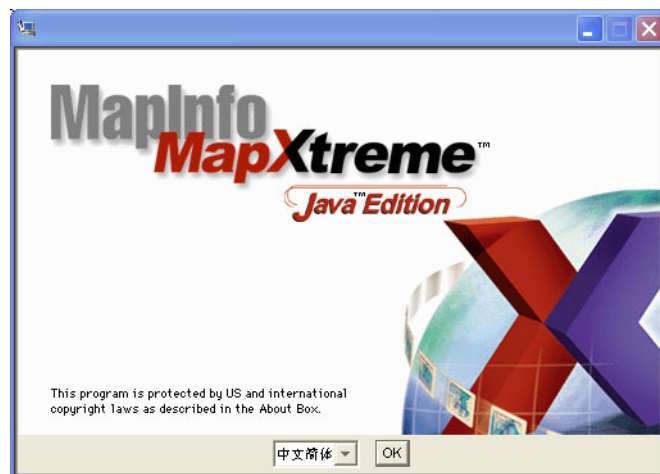 MapInfo
MapXtreme™
Java™ Edition
This program is protected by US and international
copyright laws as described in the About Box.
中文简体
OK